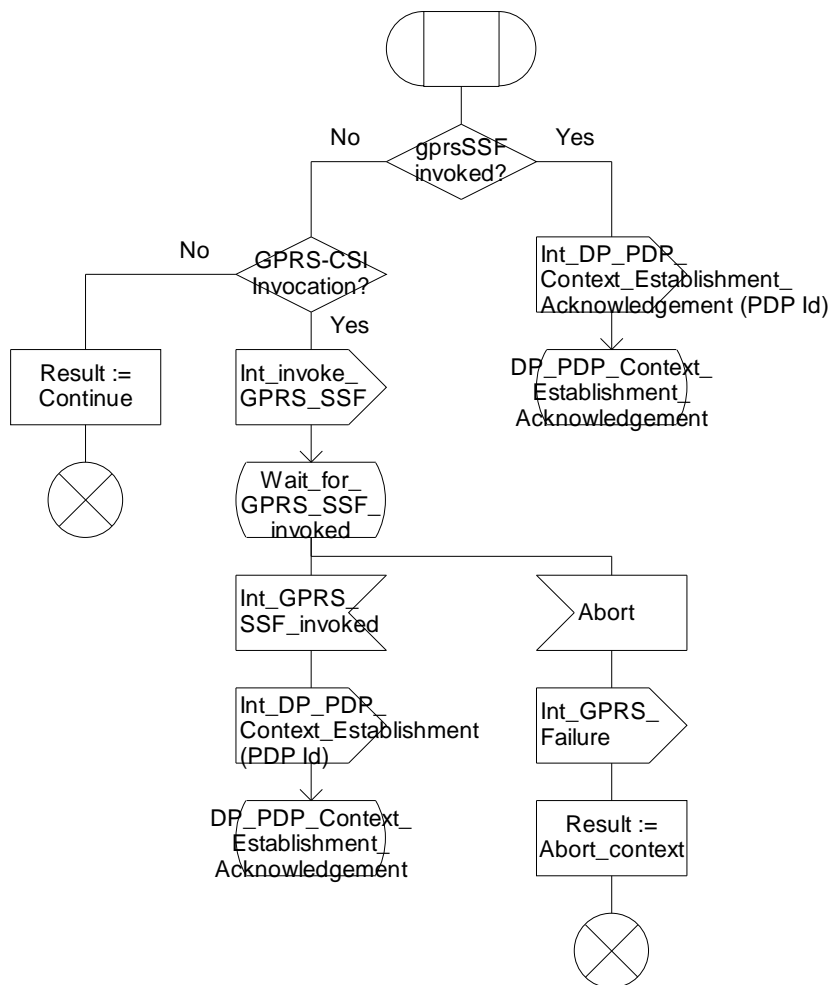 No
gprsSSF
invoked?
Yes
No
GPRS-CSI
Invocation?
Yes
Int_DP_PDP_
Context_Establishment_
Acknowledgement (PDP Id)
Result :=
Continue
Int_invoke_
GPRS_SSF
DP_PDP_Context_
Establishment_
Acknowledgement
Wait_for_
GPRS_SSF_
invoked
Int_GPRS_
SSF_invoked
Abort
Int_DP_PDP_
Context_Establishment
(PDP Id)
Int_GPRS_
Failure
DP_PDP_Context_
Establishment_
Acknowledgement
Result :=
Abort_context